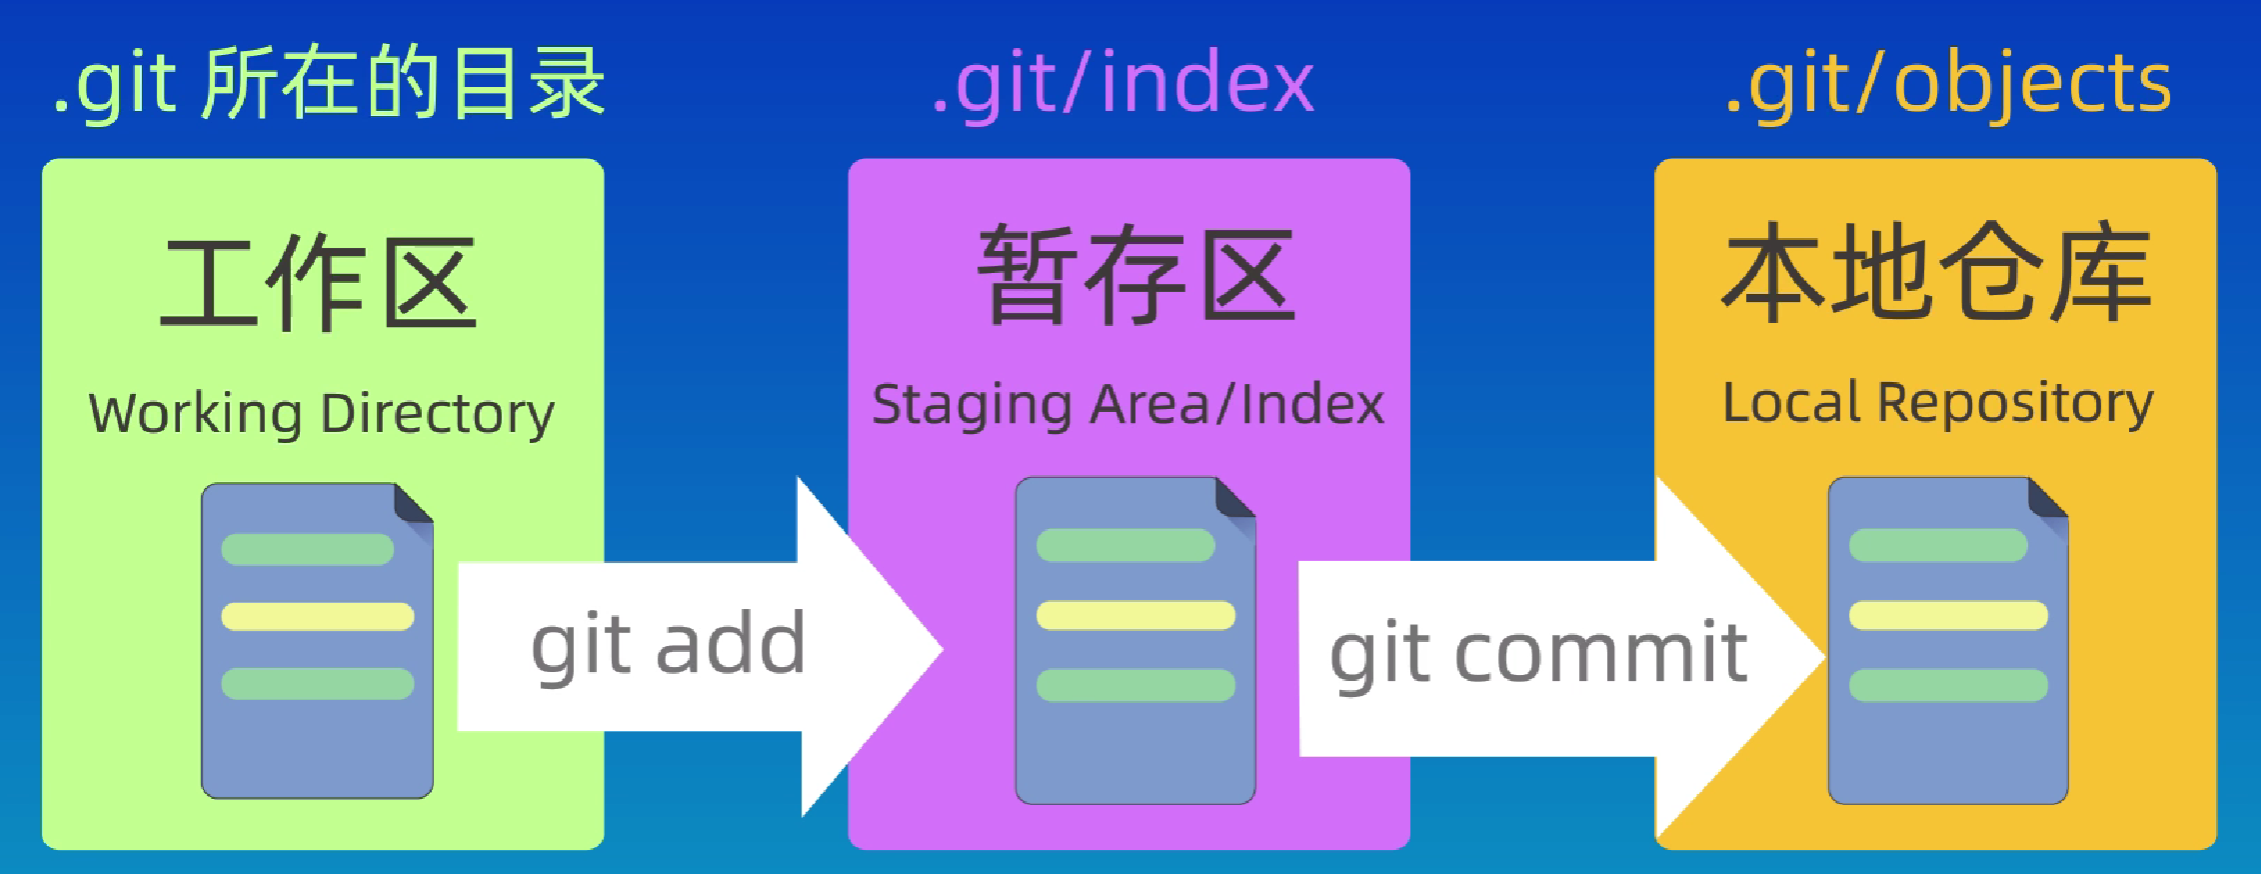 .git 所在的目录
.git/index
.git/objects
工作区
Working Directory
暂存区
Staging Area/Index
本地仓库
Local Repository
git add
git commit